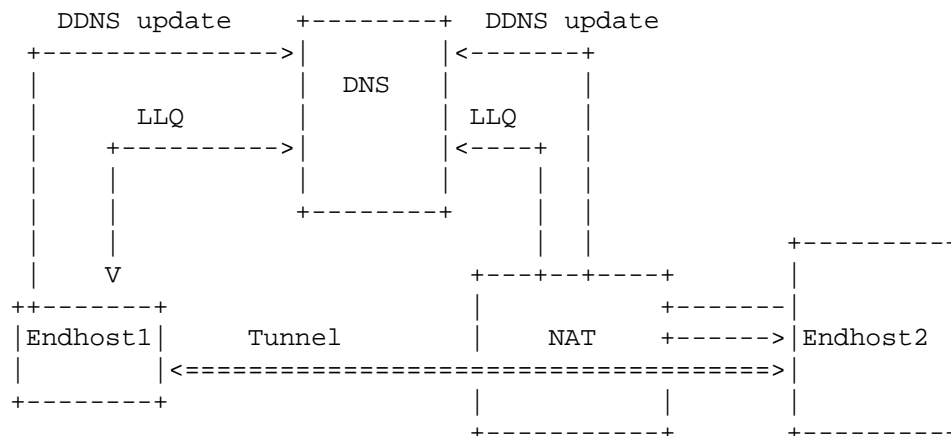 DDNS update DDNS update
DNS
LLQ LLQ
V
Endhost1 Tunnel NAT Endhost2